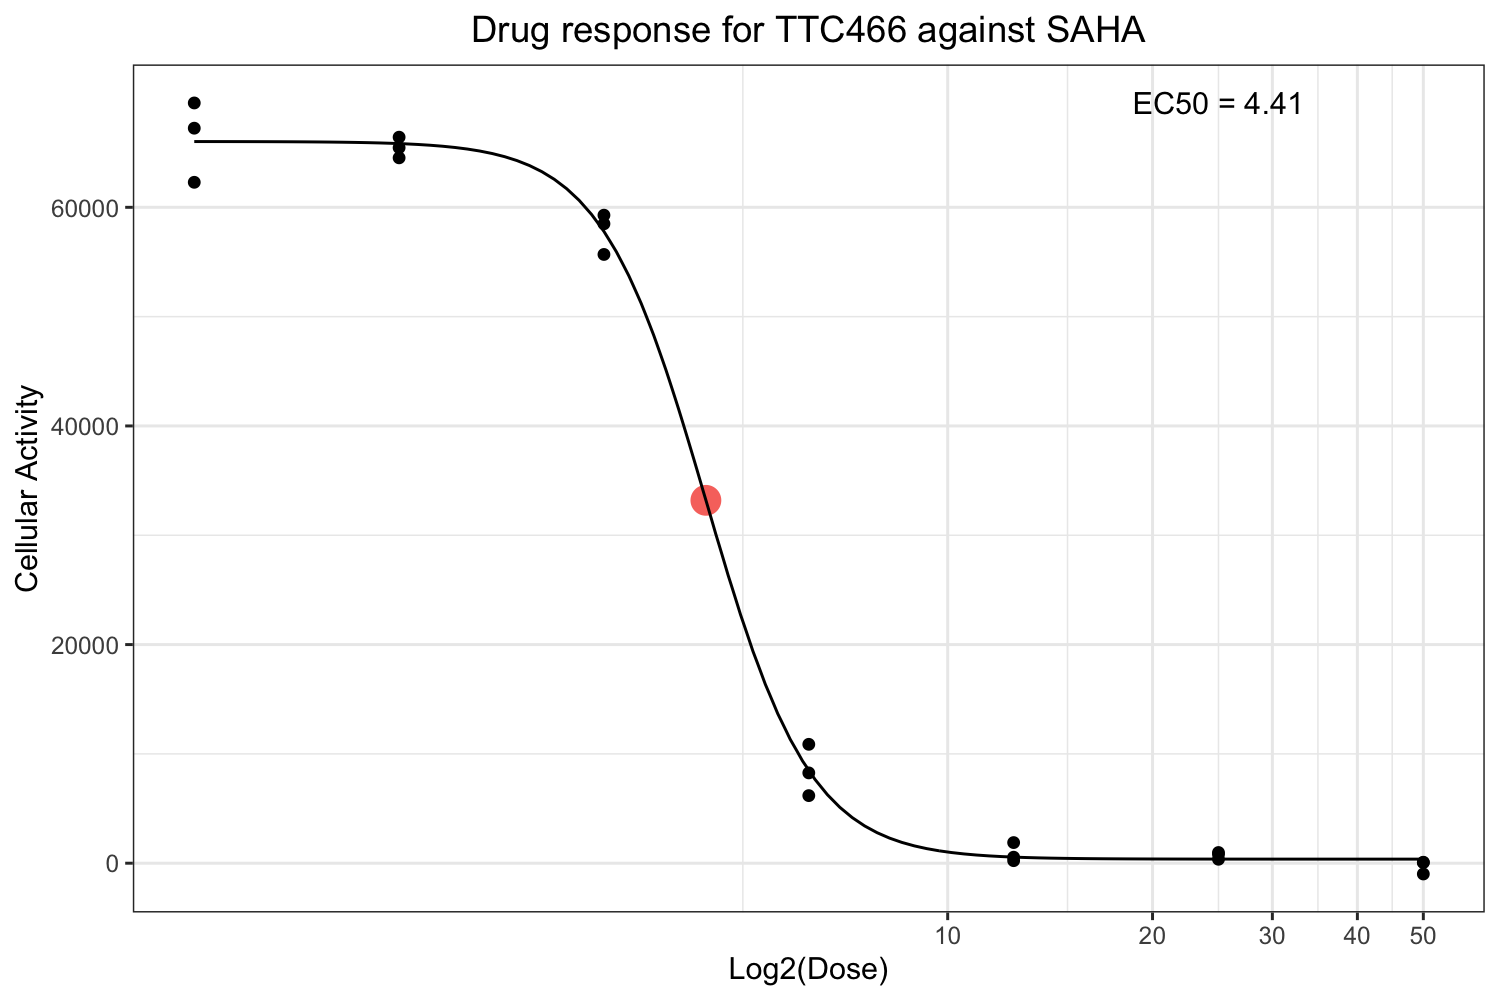 Drug response for TTC466 against SAHA
EC50 = 4.41
60000
40000
20000
0
Cellular Activity
10 20 30 40 50
Log2(Dose)